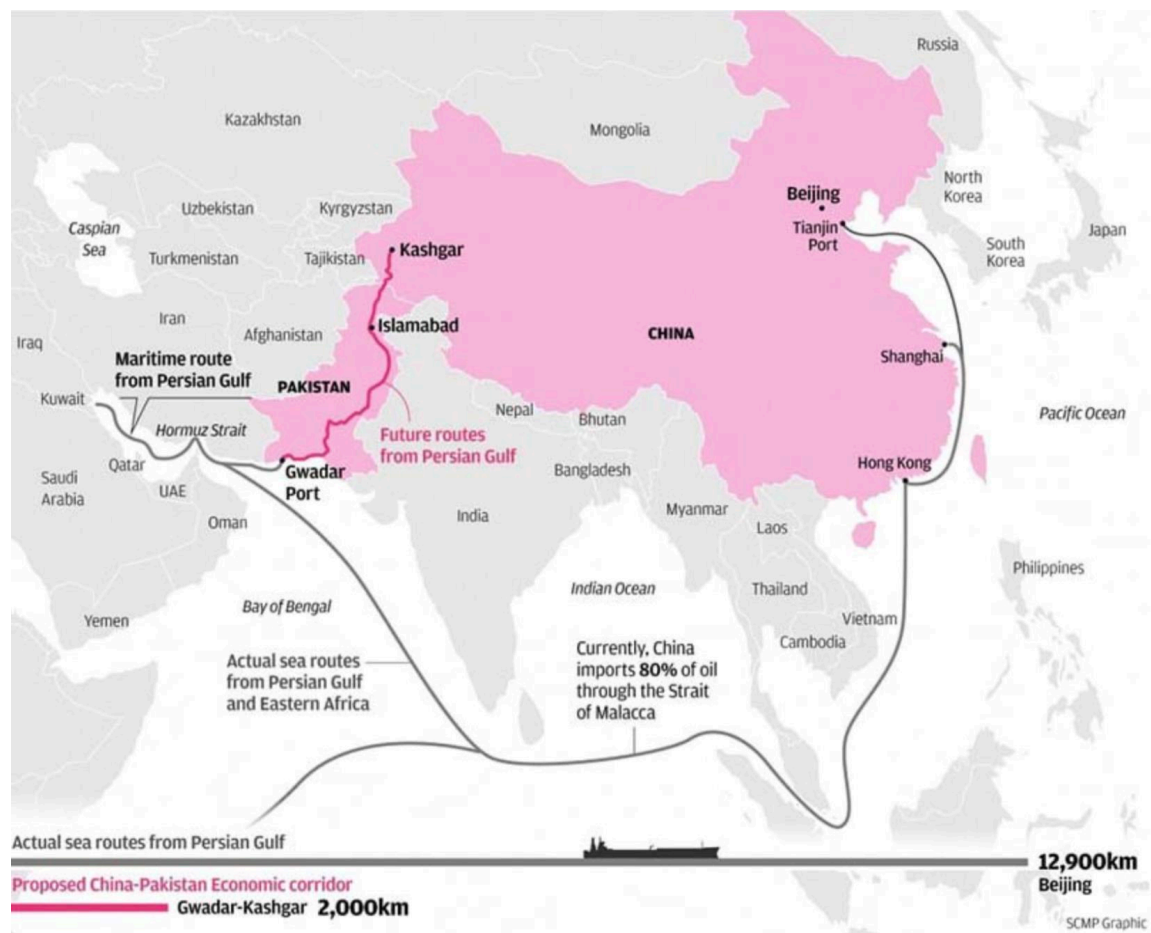 Russia
Kazakhstan
Mongolia
North
Korea
Beijing
Uzbekistan
Kyrgyzstan
Caspian
Sea
Tianjin
Port
Japan
South
Korea
Turkmenistan
Tajikistan
Kashgar
Iran
Afghanistan
Islamabad
CHINA
Iraq
Shanghai
Maritime route
from Persian Gulf
PAKISTAN
Kuwait
Nepal
Bhutan
Pacific Ocean
Hormuz Strait
Future routes
from Persian Gulf
Qatar
Gwadar
Port
Bangladesh
Hong Kong
Saudi
Arabia
UAE
Oman
India
Myanmar
Laos
Philippines
Bay of Bengal
Indian Ocean
Thailand
Yemen
Vietnam
Cambodia
Actual sea routes
from Persian Gulf
and Eastern Africa
Currently, China
imports 80% of oil
through the Strait
of Malacca
Actual sea routes from Persian Gulf
12,900km
Beijing
Proposed China-Pakistan Economic corridor
Gwadar-Kashgar 2,000km
SCMP Graphic